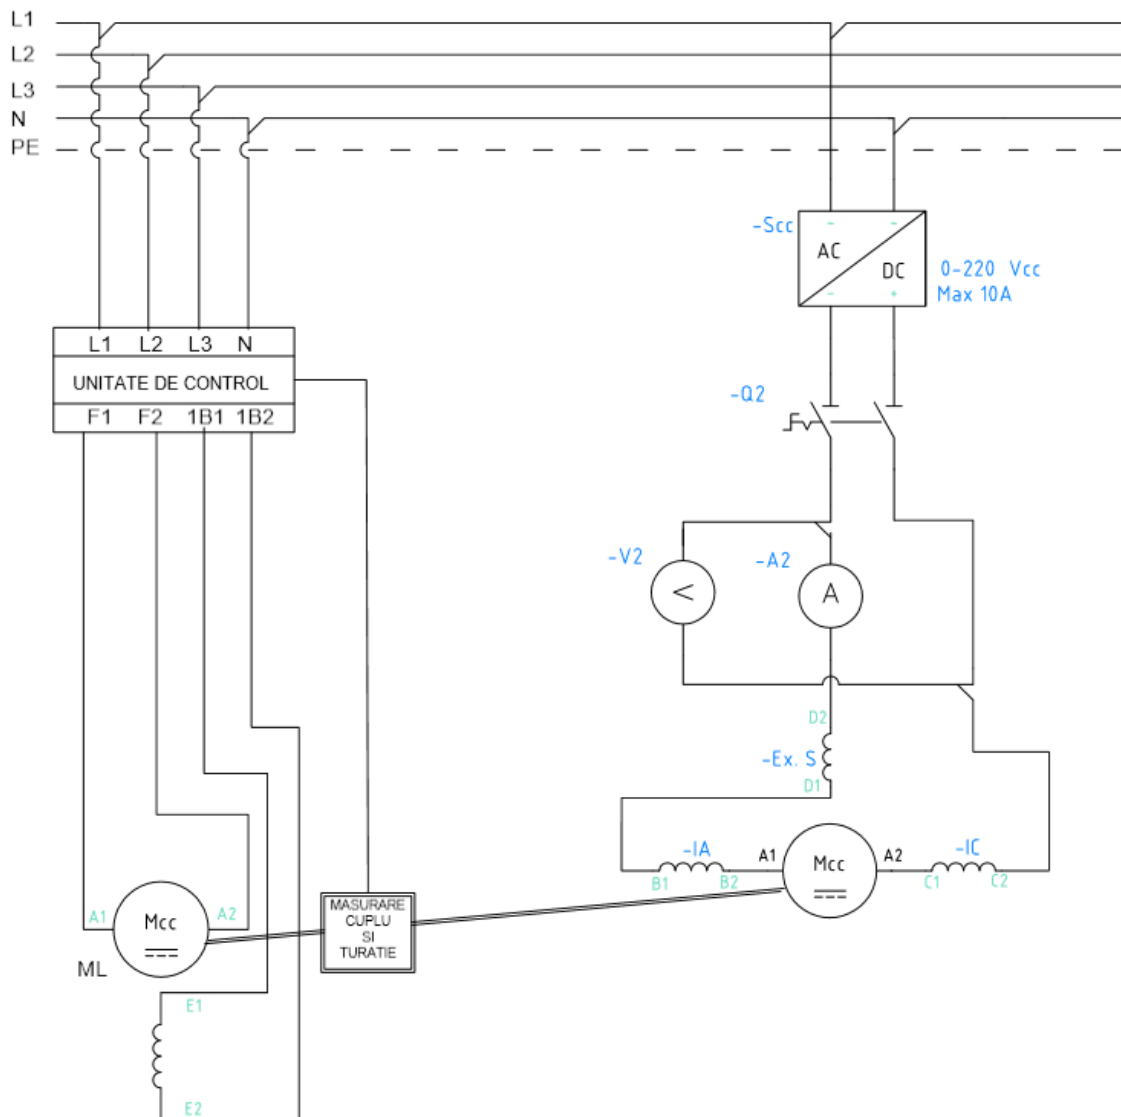 L1
L2
L3
N
PE
-Scc
~ ~
AC
DC
- +
0-220 Vcc
Max 10A
L1 L2 L3 N
UNITATE DE CONTROL
F1 F2 1B1 1B2
-Q2
-V2
V
-A2
A
D2
-Ex. S
D1
-IA
B1 B2
A1
Mcc
A2
-IC
C1 C2
A1
Mcc
A2
ML
MASURARE
CUPLU
SI
TURATIE
E1
E2